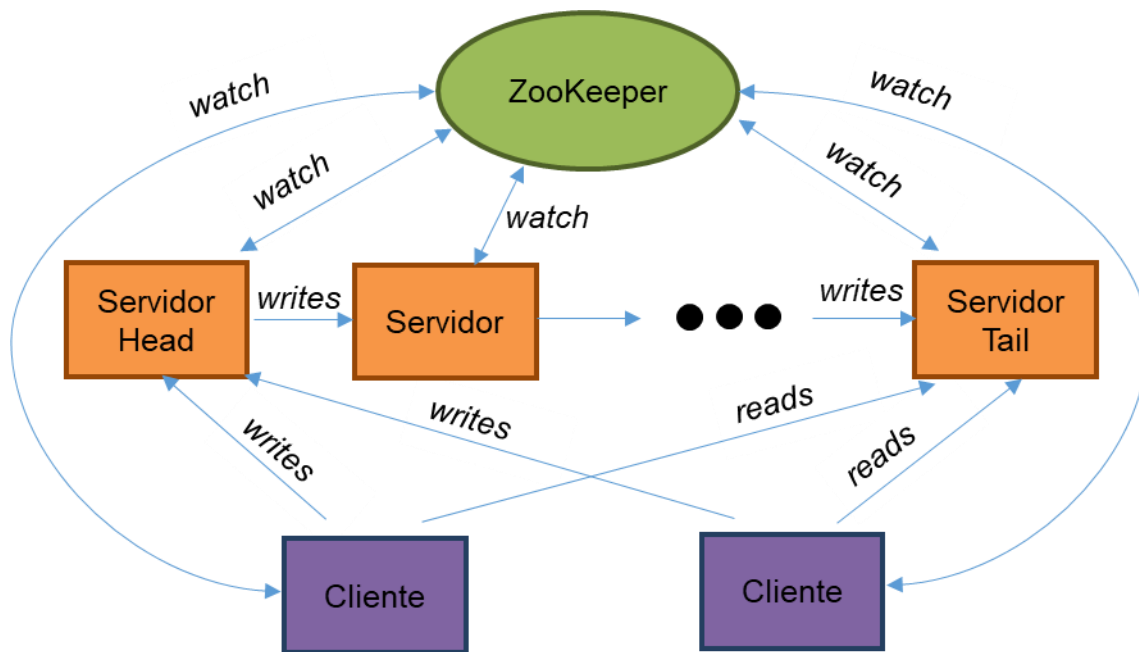 ZooKeeper
watch
watch
watch
watch
watch
Servidor
Head
writes
Servidor
writes
Servidor
Tail
writes
writes
reads
reads
Cliente
Cliente